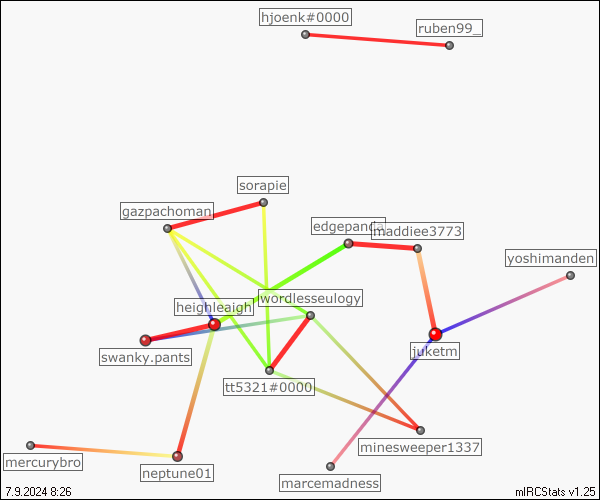 hjoenk#0000
ruben99_
sorapie
gazpachoman
edgepanda
maddiee3773
yoshimanden
heighleaigh
wordlesseulogy
swanky.pants
juketm
tt5321#0000
minesweeper1337
mercurybro
neptune01
marcemadness
7.9.2024 8:26
mIRCStats v1.25